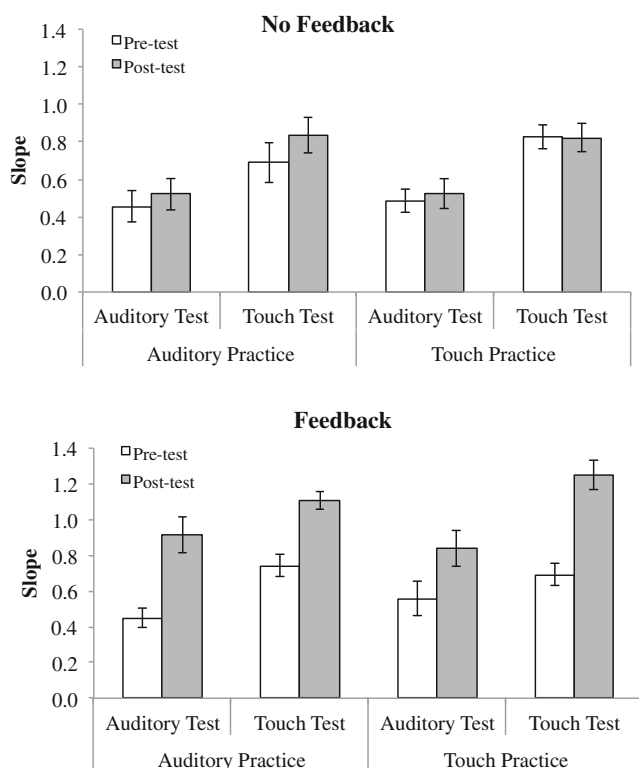 No Feedback
Pre-test
Post-test
Slope
1.4
1.2
1.0
0.8
0.6
0.4
0.2
0.0
Auditory Test Touch Test Auditory Test Touch Test
Auditory Practice Touch Practice
Feedback
Pre-test
Post-test
Slope
1.4
1.2
1.0
0.8
0.6
0.4
0.2
0.0
Auditory Test Touch Test Auditory Test Touch Test
Auditory Practice Touch Practice